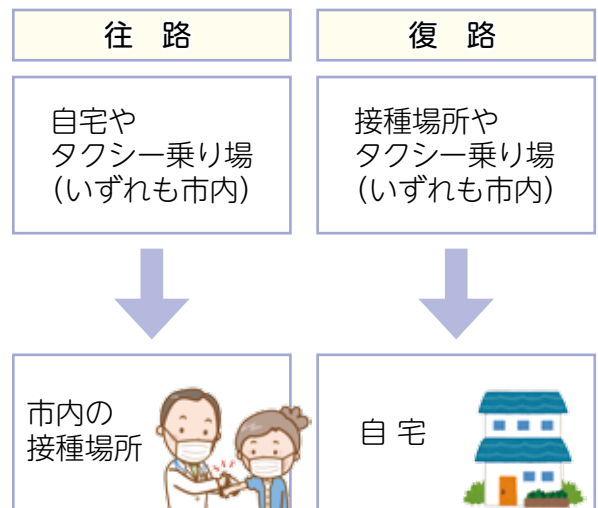 往 路
自宅や
タクシー乗り場
(いずれも市内)
市内の
接種場所
復 路
接種場所や
タクシー乗り場
(いずれも市内)
自 宅